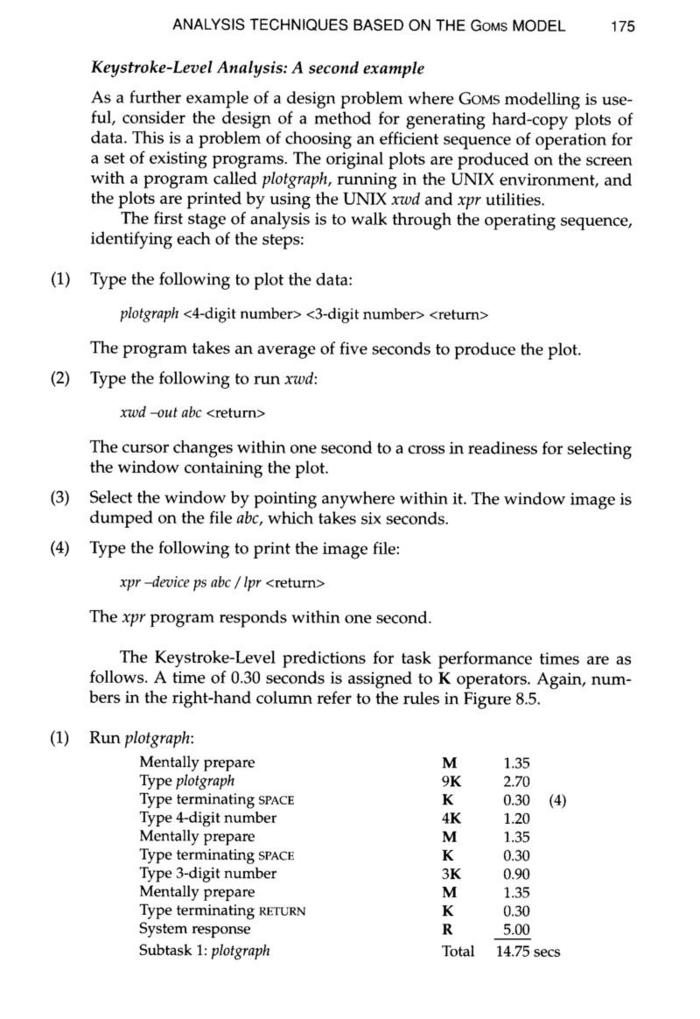 ANALYSIS TECHNIQUES BASED ON THE GOMS MODEL 175
Keystroke-Level Analysis: A second example
As a further example of a design problem where GOMS modelling is use-
ful, consider the design of a method for generating hard-copy plots of
data. This is a problem of choosing an efficient sequence of operation for
a set of existing programs. The original plots are produced on the screen
with a program called plotgraph, running in the UNIX environment, and
the plots are printed by using the UNIX xwd and xpr utilities.
The first stage of analysis is to walk through the operating sequence,
identifying each of the steps:
(1) Type the following to plot the data:
plotgraph <4-digit number> <3-digit number> <return>
The program takes an average of five seconds to produce the plot.
(2) Type the following to run xwd:
xwd –out abc <return>
The cursor changes within one second to a cross in readiness for selecting
the window containing the plot.
(3) Select the window by pointing anywhere within it. The window image is
dumped on the file abc, which takes six seconds.
(4) Type the following to print the image file:
xpr –device ps abc / lpr <return>
The xpr program responds within one second.
The Keystroke-Level predictions for task performance times are as
follows. A time of 0.30 seconds is assigned to K operators. Again, num-
bers in the right-hand column refer to the rules in Figure 8.5.
(1) Run plotgraph:
Mentally prepare M 1.35
Type plotgraph 9K 2.70
Type terminating SPACE K 0.30 (4)
Type 4-digit number 4K 1.20
Mentally prepare M 1.35
Type terminating SPACE K 0.30
Type 3-digit number 3K 0.90
Mentally prepare M 1.35
Type terminating RETURN K 0.30
System response R 5.00
Subtask 1: plotgraph Total 14.75 secs